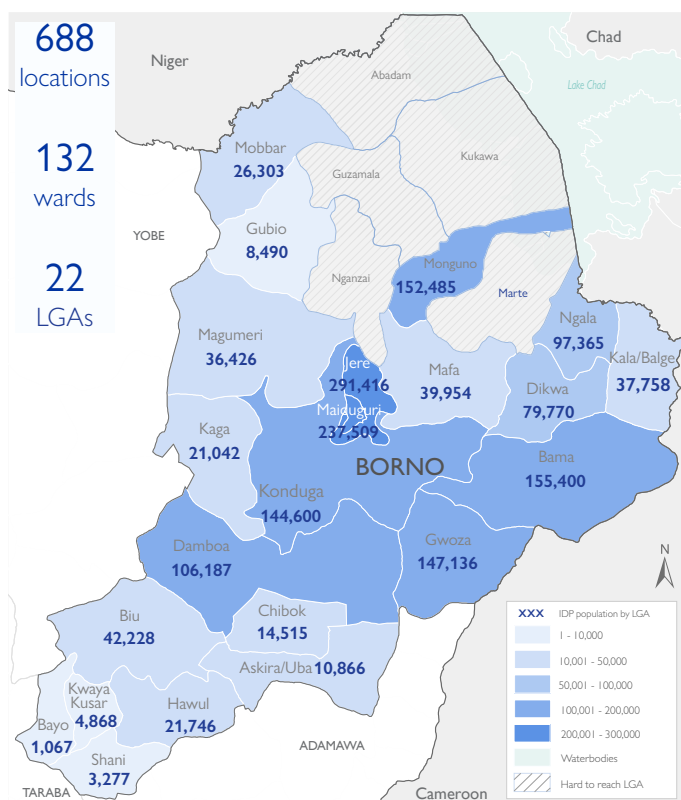 688
locations
132
wards
22
LGAs
Niger
Chad
Lake Chad
Abadam
Mobbar
26,303
Kukawa
Guzamala
YOBE
Gubio
8,490
Nganzai
Monguno
152,485
Marte
Ngala
97,365
Magumeri
36,426
Jere
291,416
Mafa
39,954
Kala/Balge
37,758
Dikwa
79,770
Maiduguri
237,509
Kaga
21,042
BORNO
Bama
155,400
Konduga
144,600
Damboa
106,187
Gwoza
147,136
N
Biu
42,228
Chibok
14,515
Askira/Uba 10,866
Kwaya
Kusar
4,868
Hawul
21,746
Bayo
1,067
Shani
3,277
ADAMAWA
TARABA
Cameroon
XXX IDP population by LGA
1 - 10,000
10,001 - 50,000
50,001 - 100,000
100,001 - 200,000
200,001 - 300,000
Waterbodies
Hard to reach LGA